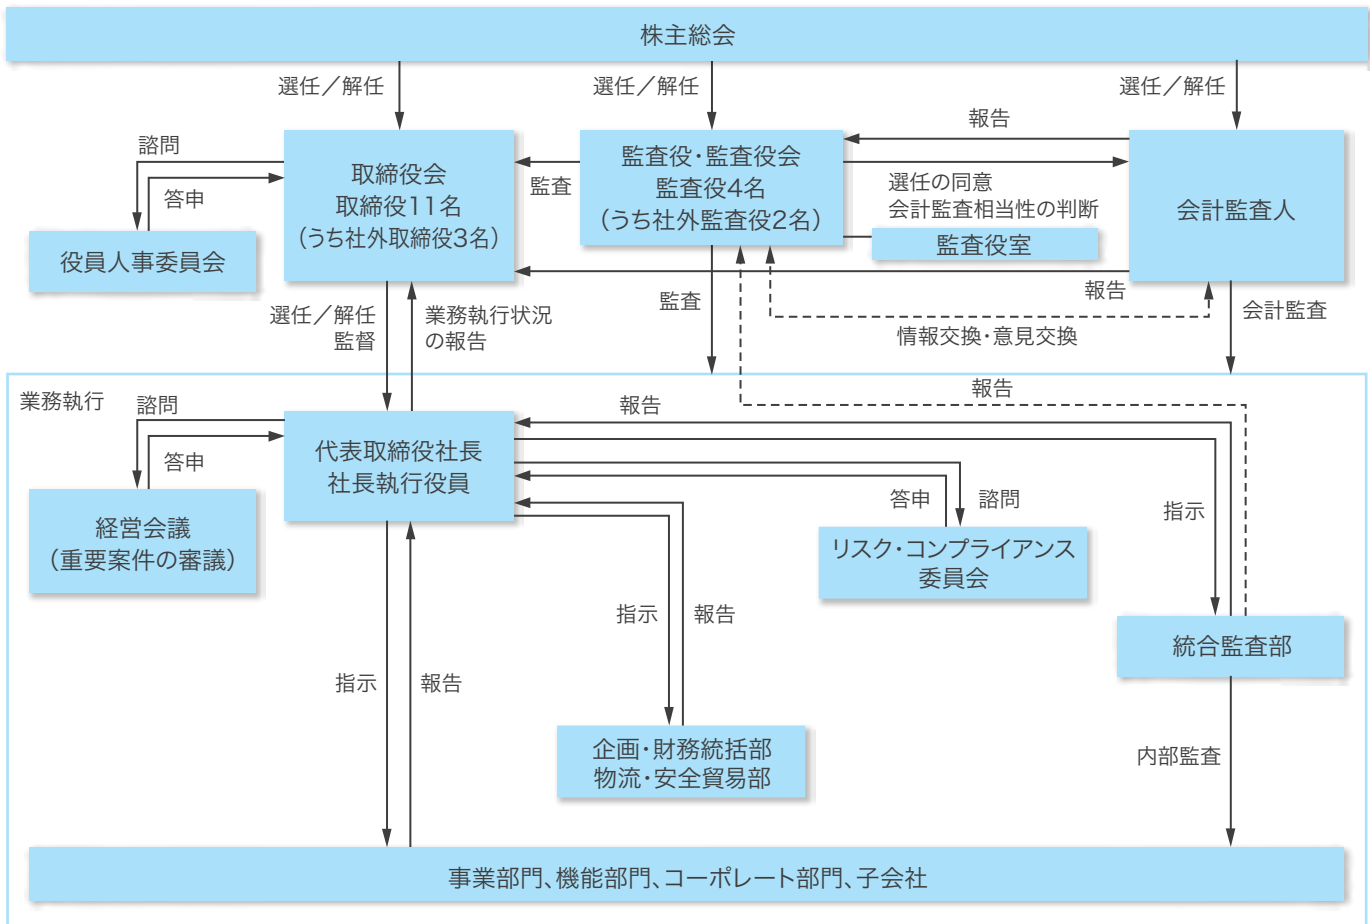 株主総会
選任／解任
選任／解任
選任／解任
諮問
答申
役員人事委員会
取締役会
取締役11名
（うち社外取締役3名）
監査
監査役・監査役会
監査役4名
（うち社外監査役2名）
報告
選任の同意
会計監査相当性の判断
監査役室
会計監査人
報告
選任／解任
監督
業務執行状況
の報告
監査
情報交換・意見交換
会計監査
業務執行
諮問
答申
経営会議
（重要案件の審議）
代表取締役社長
社長執行役員
報告
報告
答申
諮問
リスク・コンプライアンス
委員会
指示
統合監査部
指示
報告
指示
報告
企画・財務統括部
物流・安全貿易部
内部監査
事業部門、機能部門、コーポレート部門、子会社